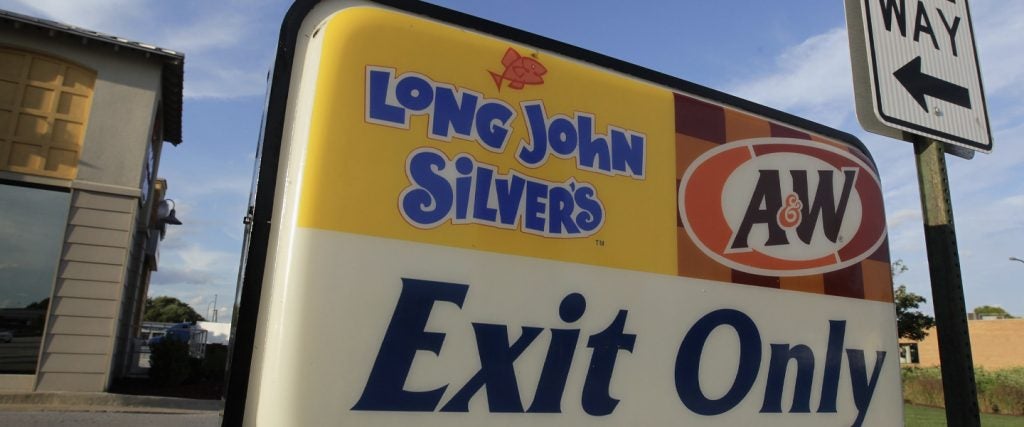 LONG JOHN
SILVER'S
TM
A&W
Exit Only
WAY